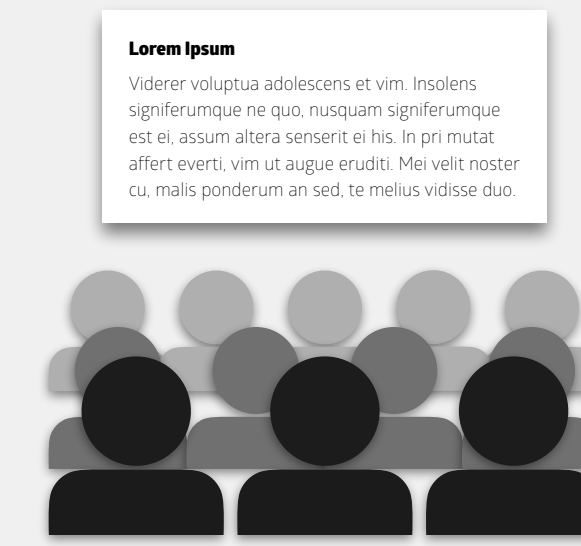 Lorem Ipsum
Viderer voluptua adolescens et vim. Insolens
signiferumque ne quo, nusquam signiferumque
est ei, assum altera senserit ei his. In pri mutat
affert everti, vim ut augue eruditi. Mei velit noster
cu, malis ponderum an sed, te melius vidisse duo.